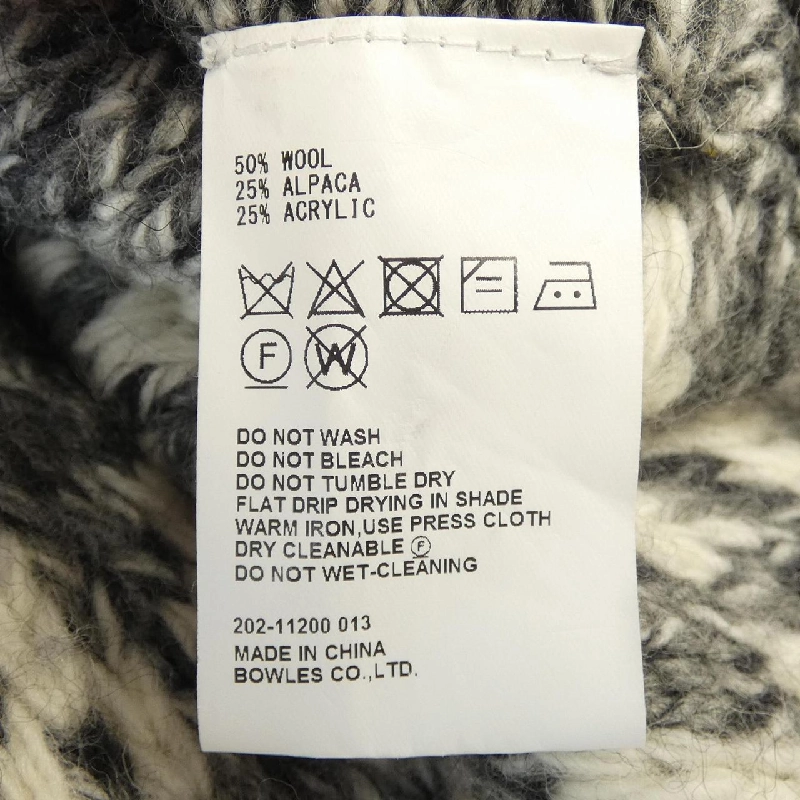 50% WOOL
25% ALPACA
25% ACRYLIC
F W
DO NOT WASH
DO NOT BLEACH
DO NOT TUMBLE DRY
FLAT DRIP DRYING IN SHADE
WARM IRON,USE PRESS CLOTH
DRY CLEANABLE Ⓕ
DO NOT WET-CLEANING
202-11200 013
MADE IN CHINA
BOWLES CO.,LTD.